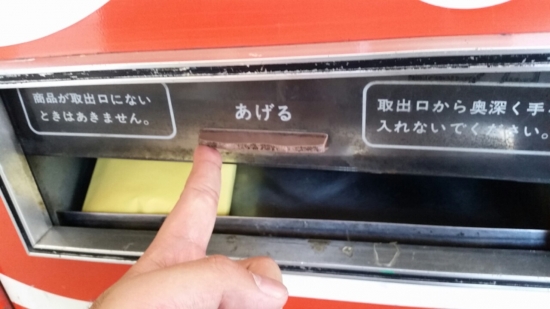 商品が取出口にない
ときはあきません。
あげる
取出口から奥深く手
入れないでください。